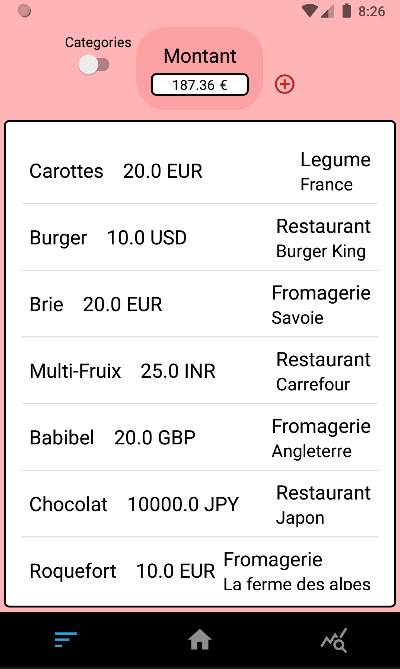 8:26
Categories
Montant
187.36 €
Carottes 20.0 EUR
Legume
France
Burger 10.0 USD
Restaurant
Burger King
Brie 20.0 EUR
Fromagerie
Savoie
Multi-Fruix 25.0 INR
Restaurant
Carrefour
Babibel 20.0 GBP
Fromagerie
Angleterre
Chocolat 10000.0 JPY
Restaurant
Japon
Roquefort 10.0 EUR
Fromagerie
La ferme des alpes